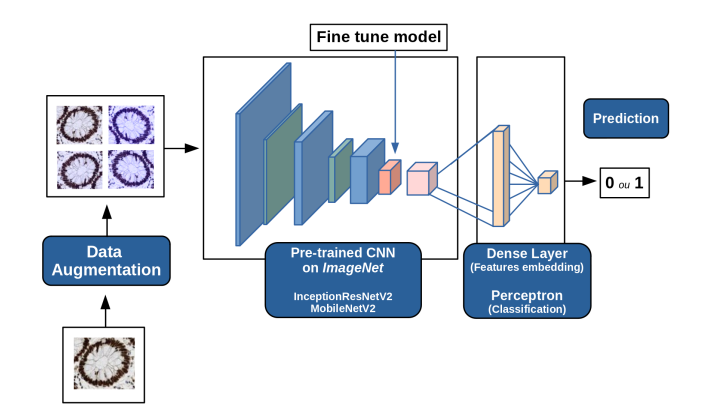 Fine tune model
Prediction
0 ou 1
Data
Augmentation
Pre-trained CNN
on ImageNet
InceptionResNetV2
MobileNetV2
Dense Layer
(Features embedding)
Perceptron
(Classification)